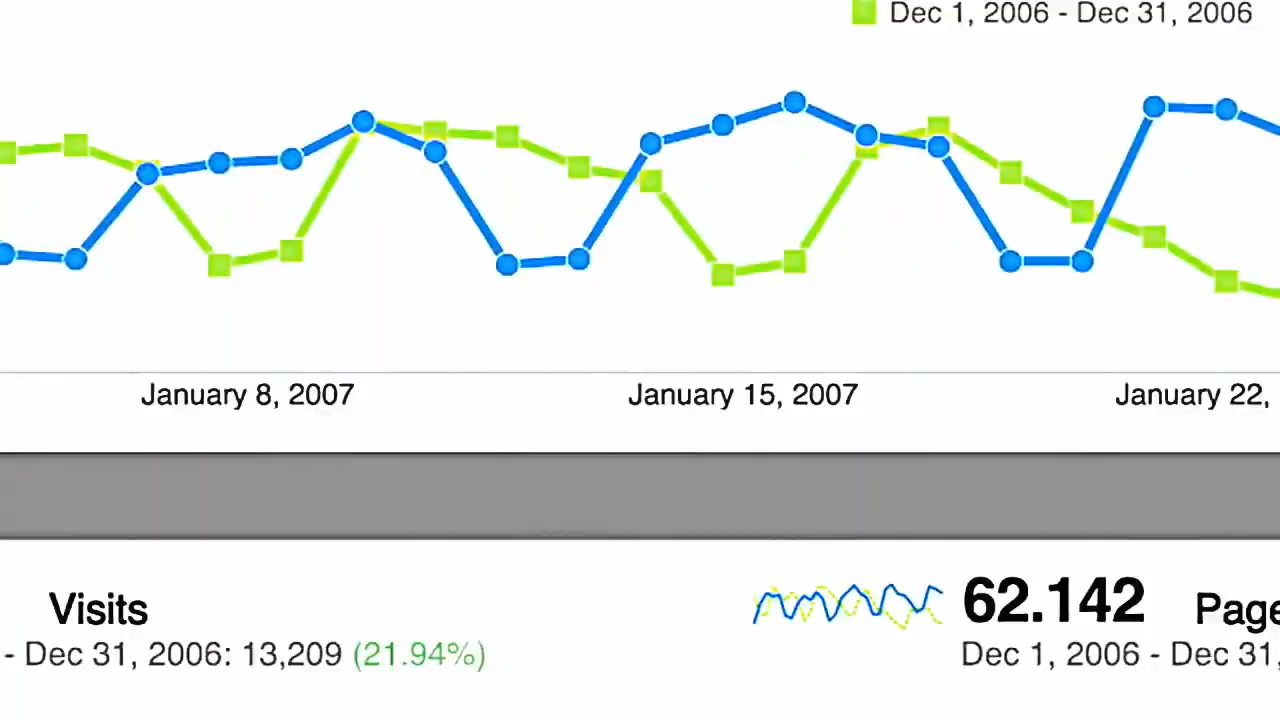 Dec 1, 2006 - Dec 31, 2006
January 8, 2007
January 15, 2007
January 22,
Visits
62.142
Page
- Dec 31, 2006: 13,209 (21.94%)
Dec 1, 2006 - Dec 31,